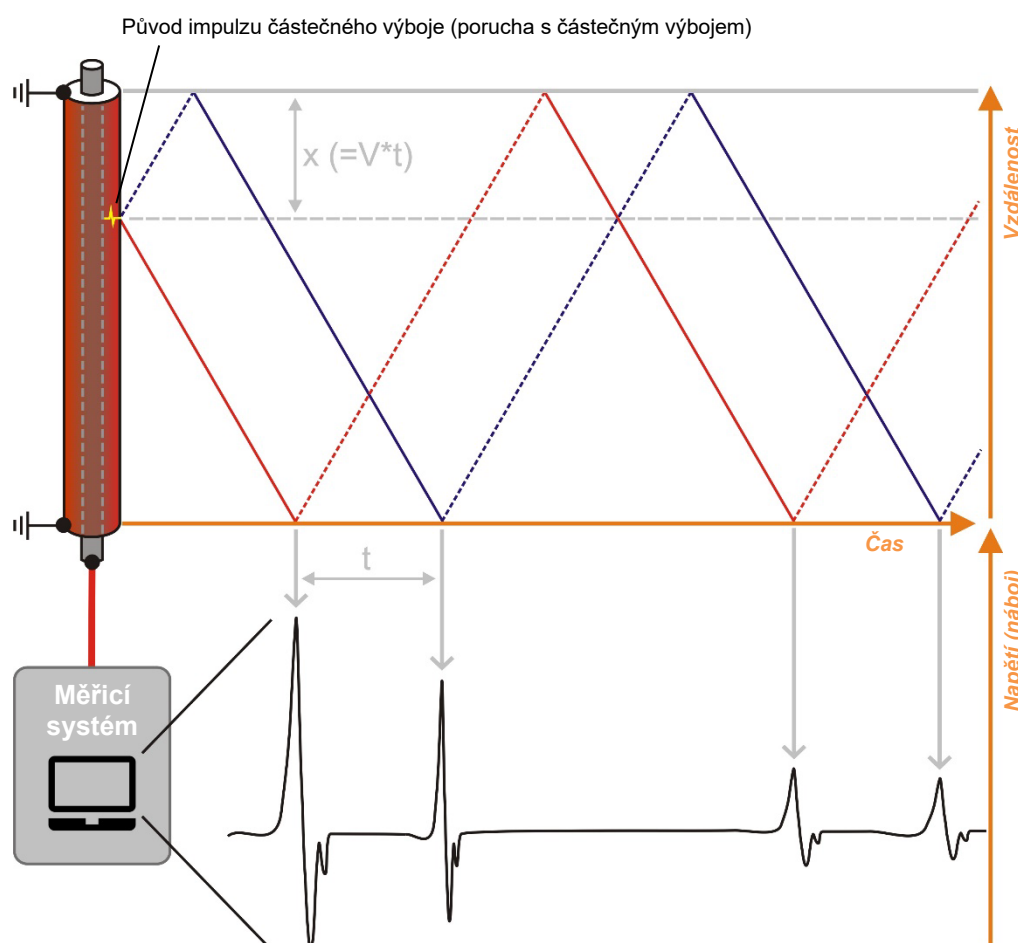 Původ impulzu částečného výboje (porucha s částečným výbojem)
x (=V*t)
Vzdálenost
Čas
t
Napětí (náboj)
Měřicí
systém